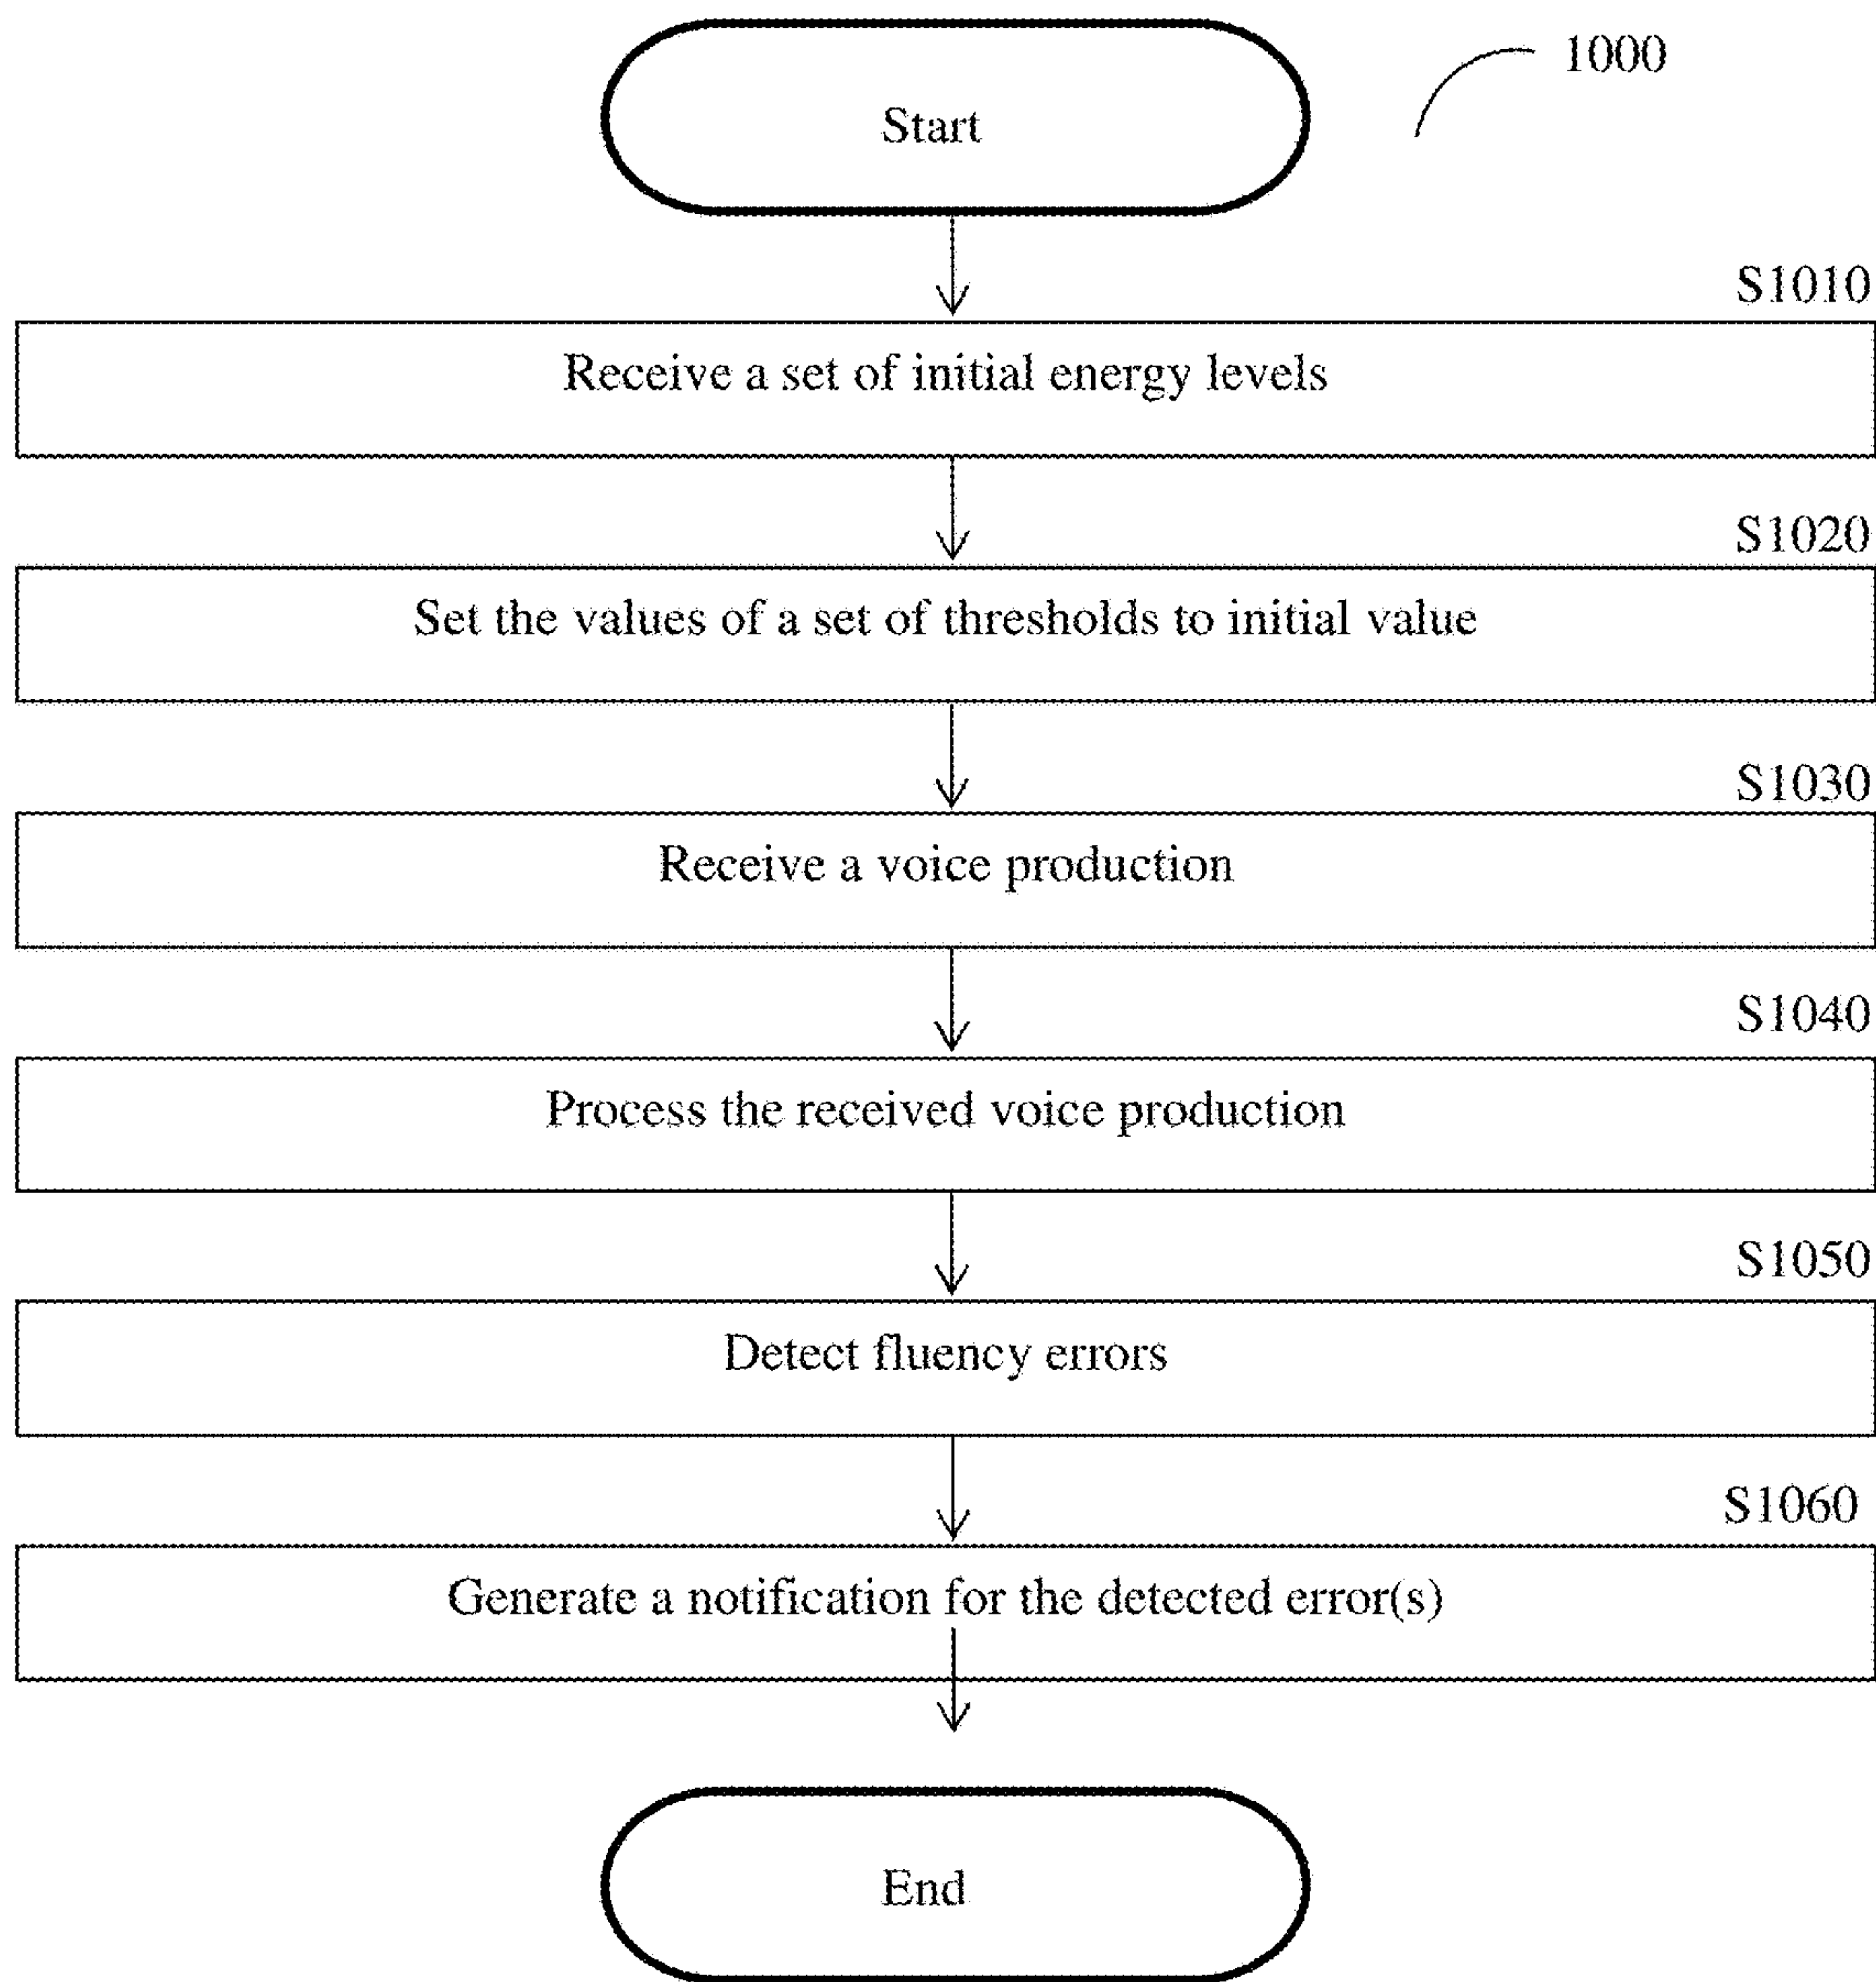 Start
1000
S1010
Receive a set of initial energy levels
S1020
Set the values of a set of thresholds to initial value
S1030
Receive a voice production
S1040
Process the received voice production
S1050
Detect fluency errors
S1060
Generate a notification for the detected error(s)
End